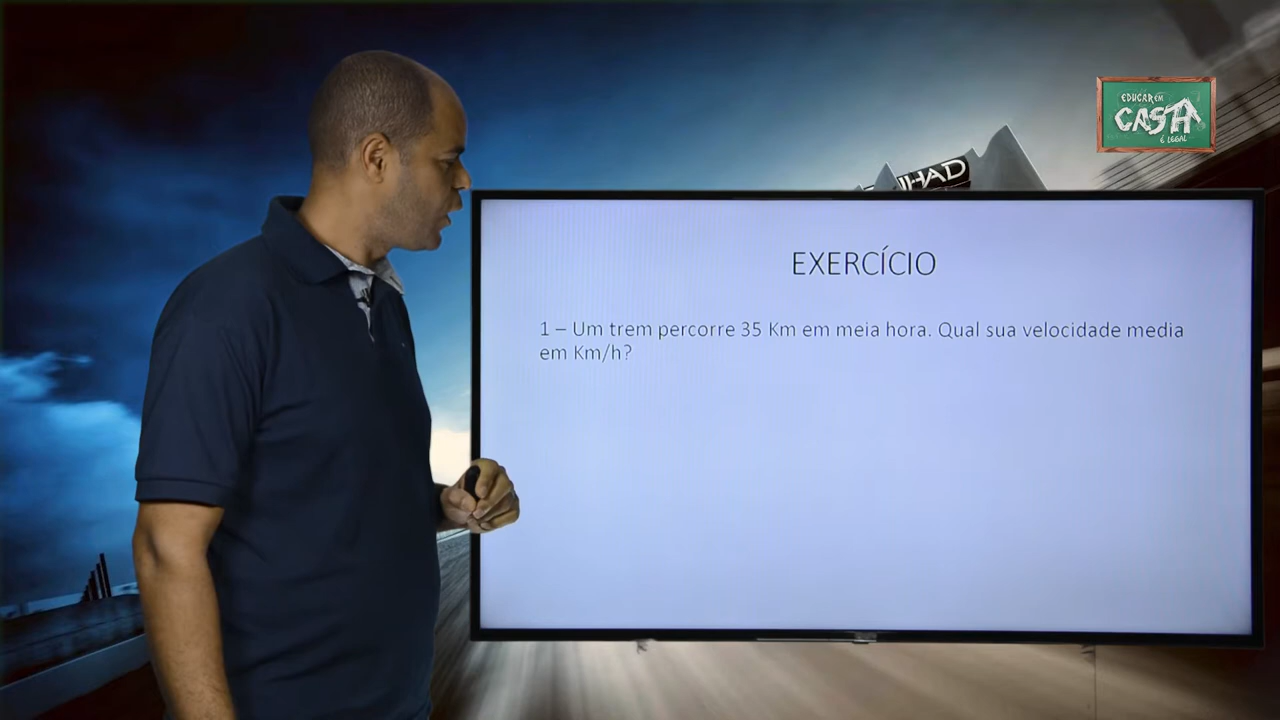 EDUCAR EM
CASA
É LEGAL
IHAD
EXERCÍCIO
1 – Um trem percorre 35 Km em meia hora. Qual sua velocidade media
em Km/h?